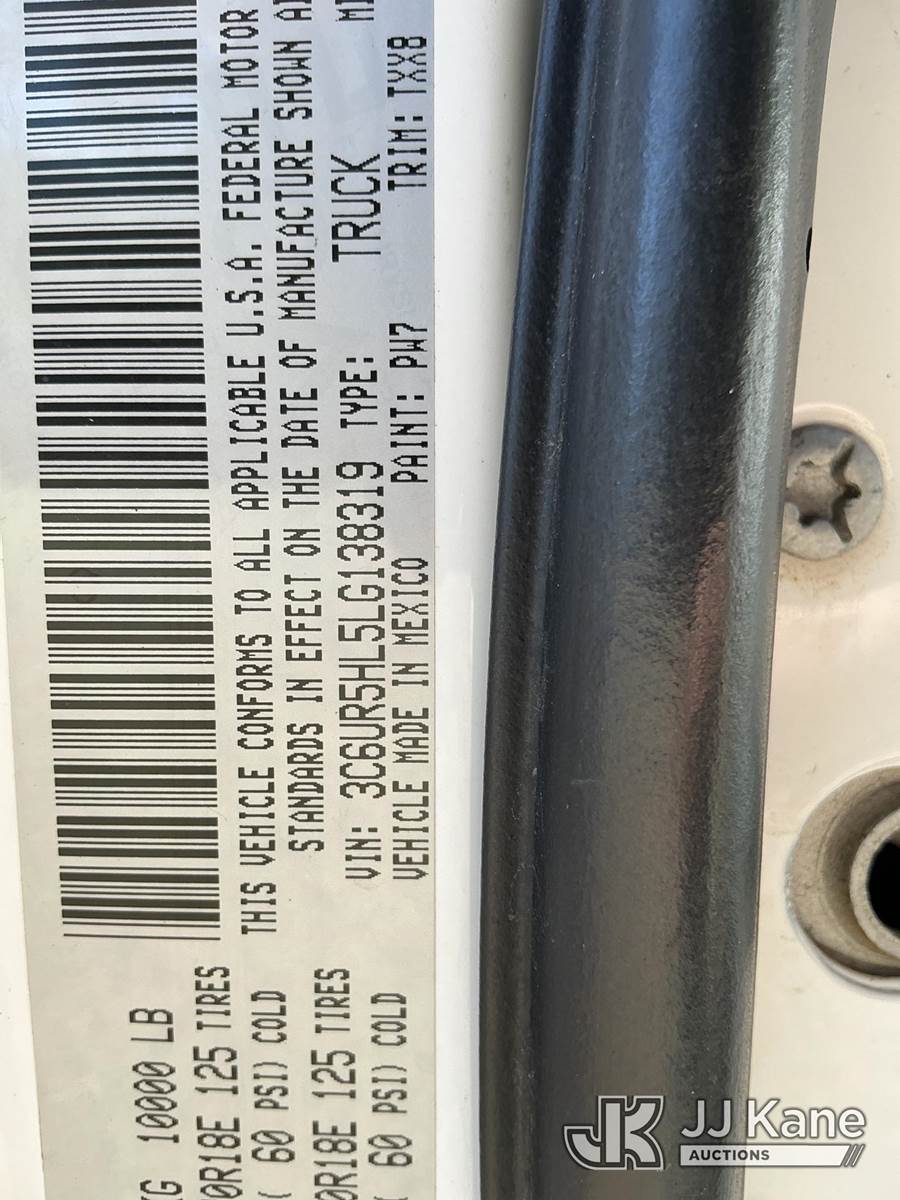 KG 10000 LB
0R18E 125 TIRES
( 60 PSI) COLD
0R18E 125 TIRES
( 60 PSI) COLD
THIS VEHICLE CONFORMS TO ALL APPLICABLE U.S.A. FEDERAL MOTOR
STANDARDS IN EFFECT ON THE DATE OF MANUFACTURE SHOWN
VIN: 3C6UR5HL5LG138319 TYPE: TRUCK
VEHICLE MADE IN MEXICO PAINT: PW7 TRIM: TXX8
JK JJ Kane
AUCTIONS